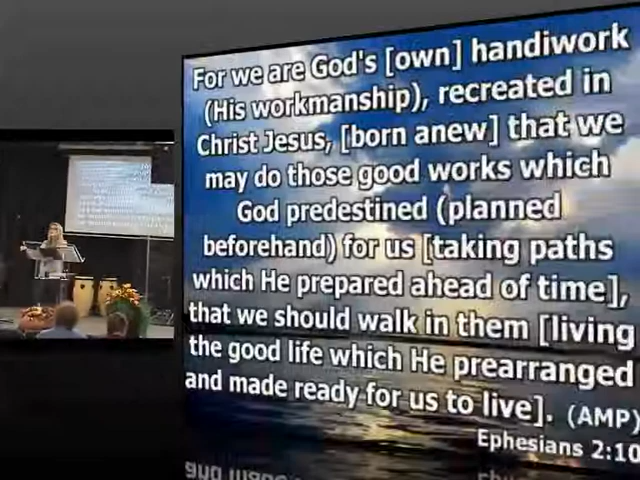 For we are God's [own] handiwork
(His workmanship), recreated in
Christ Jesus, [born anew] that we
may do those good works which
God predestined (planned
beforehand) for us [taking paths
which He prepared ahead of time],
that we should walk in them [living
the good life which He prearranged
and made ready for us to live]. (AMP)
Ephesians 2:10